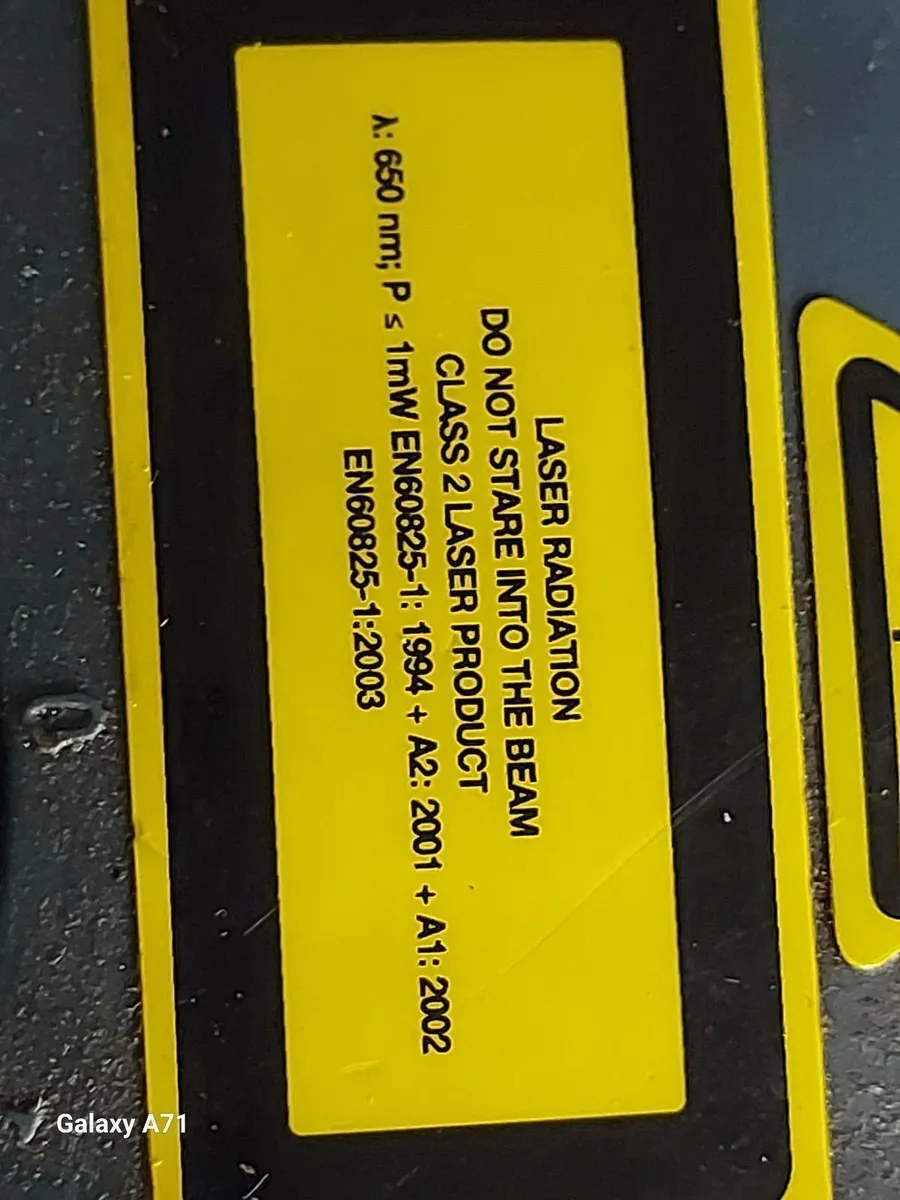 LASER RADIATION
DO NOT STARE INTO THE BEAM
CLASS 2 LASER PRODUCT
λ: 650 nm; P ≤ 1mW EN60825-1: 1994 + A2: 2001 + A1: 2002
EN60825-1:2003
Galaxy A71